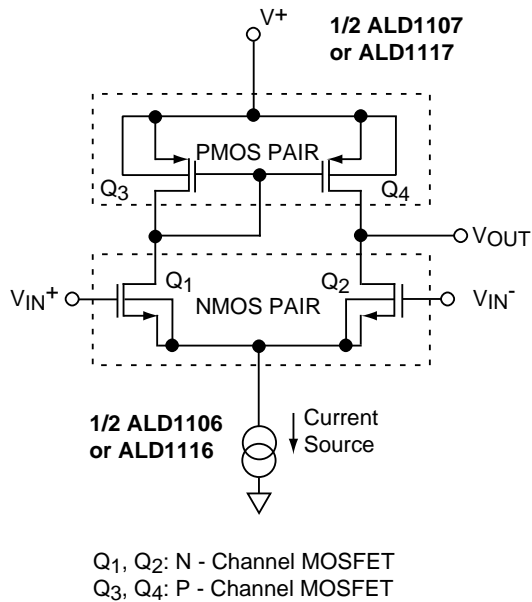 V+
1/2 ALD1107
or ALD1117
PMOS PAIR
Q3
Q4
VOUT
Q1
Q2
VIN+
NMOS PAIR
VIN-
1/2 ALD1106
or ALD1116
Current
Source
Q1, Q2: N - Channel MOSFET
Q3, Q4: P - Channel MOSFET